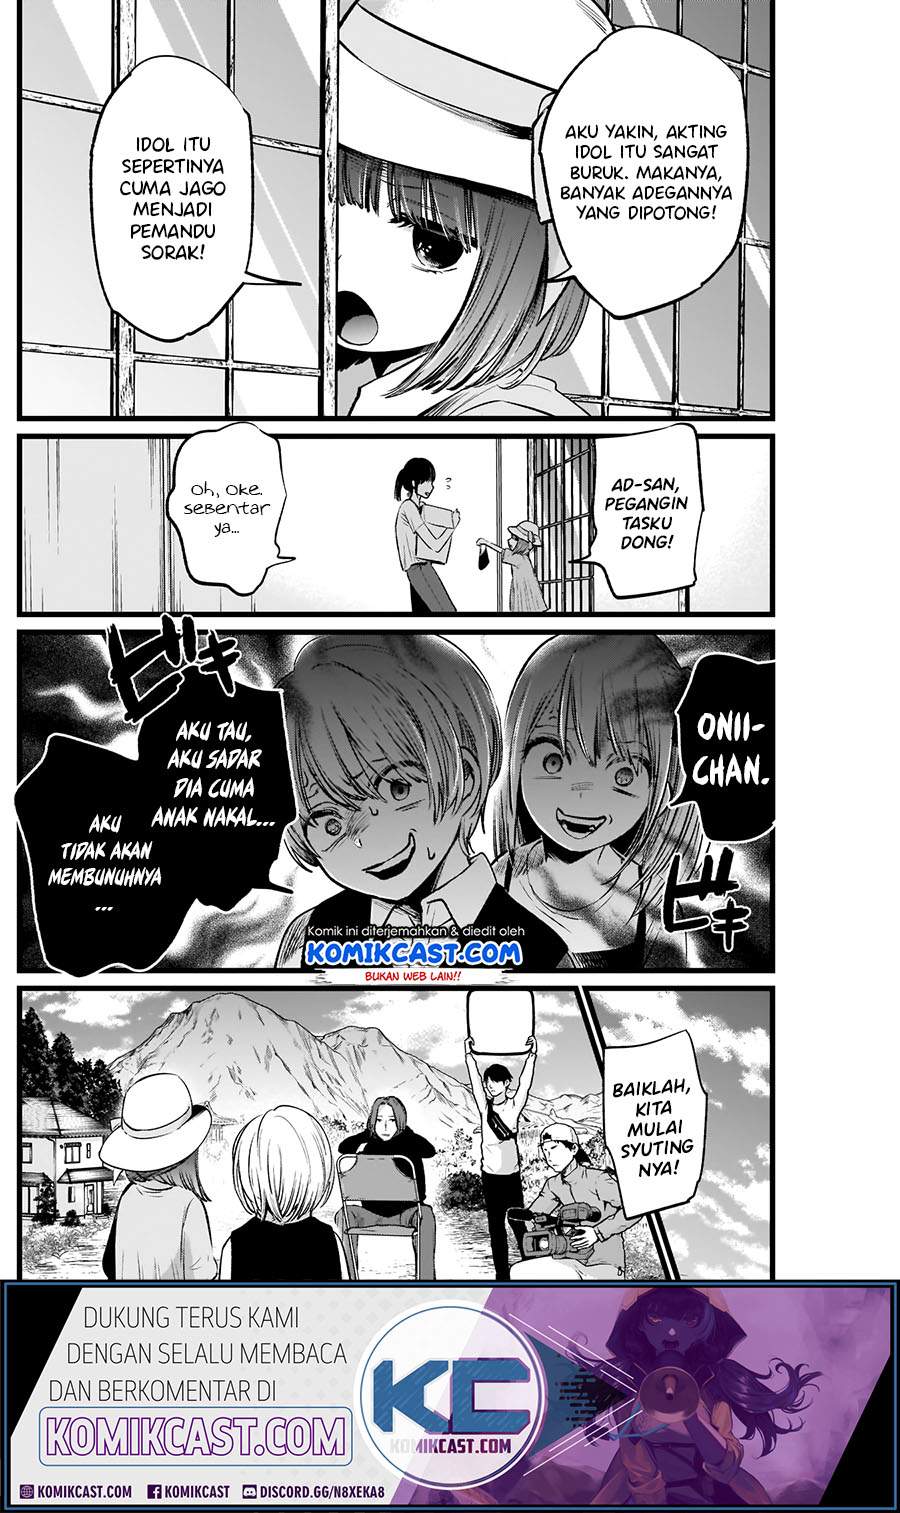 AKU YAKIN, AKTING
IDOL ITU SANGAT
BURUK. MAKANYA,
BANYAK ADEGANNYA
YANG DIPOTONG!
IDOL ITU
SEPERTINYA
CUMA JAGO
MENJADI
PEMANDU
SORAK!
AD-SAN,
PEGANGIN
TASKU
DONG!
Oh, Oke.
sebentar
ya...
ONII-
CHAN.
ビキ
AKU TAU,
AKU SADAR
DIA CUMA
ANAK NAKAL...
AKU
TIDAK AKAN
MEMBUNUHNYA
...
ビキ
Komik ini diterjemahkan & diedit oleh
KOMIKCAST.COM
BUKAN WEB LAIN!!
BAIKLAH,
KITA
MULAI
SYUTING
NYA!
DUKUNG TERUS KAMI
DENGAN SELALU MEMBACA
DAN BERKOMENTAR DI
KOMIKCAST.COM
KOMIKCAST.COM
KOMIKCAST.COM
DISCORD.GG/N8XEKA8
KC
KOMIKCAST.COM